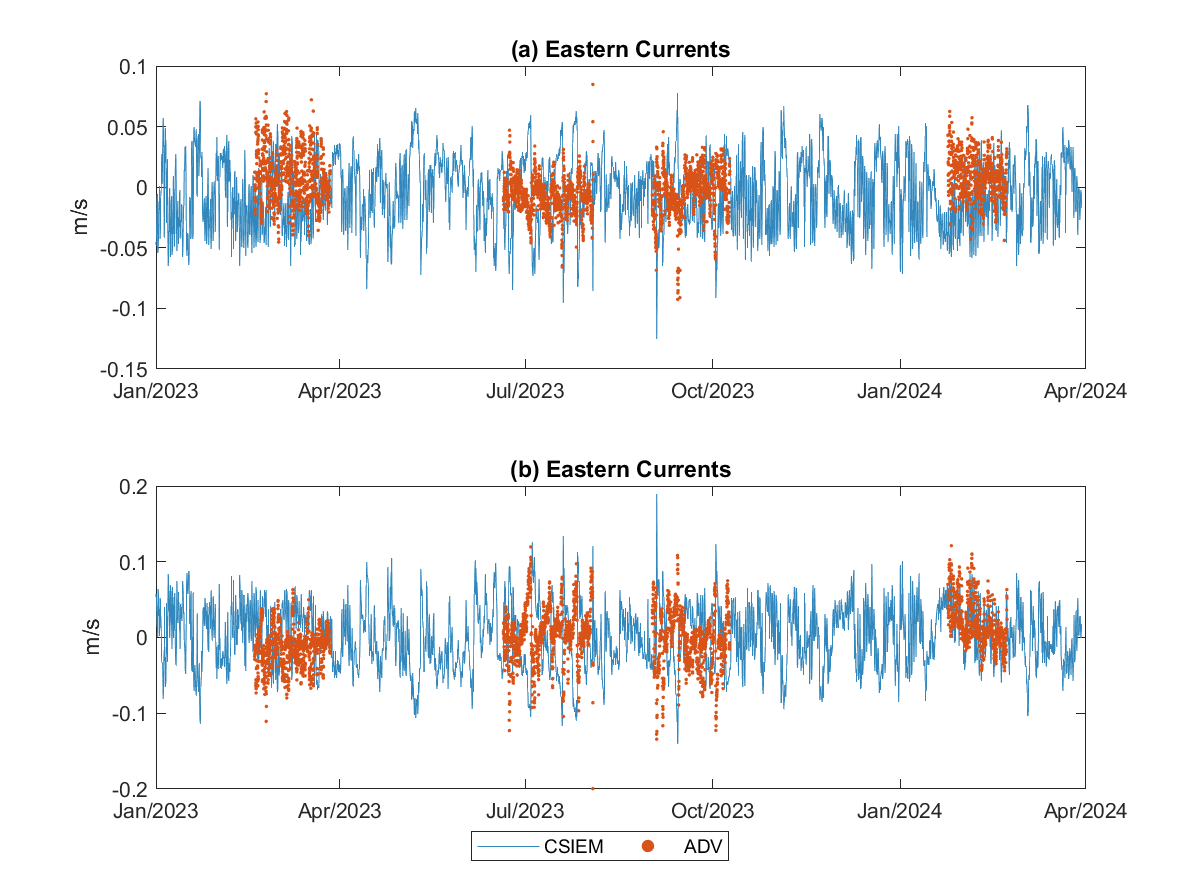 (a) Eastern Currents
0.1
0.05
0
-0.05
-0.1
-0.15
m/s
Jan/2023 Apr/2023 Jul/2023 Oct/2023 Jan/2024 Apr/2024
(b) Eastern Currents
0.2
0.1
0
-0.1
-0.2
m/s
Jan/2023 Apr/2023 Jul/2023 Oct/2023 Jan/2024 Apr/2024
CSIEM ADV